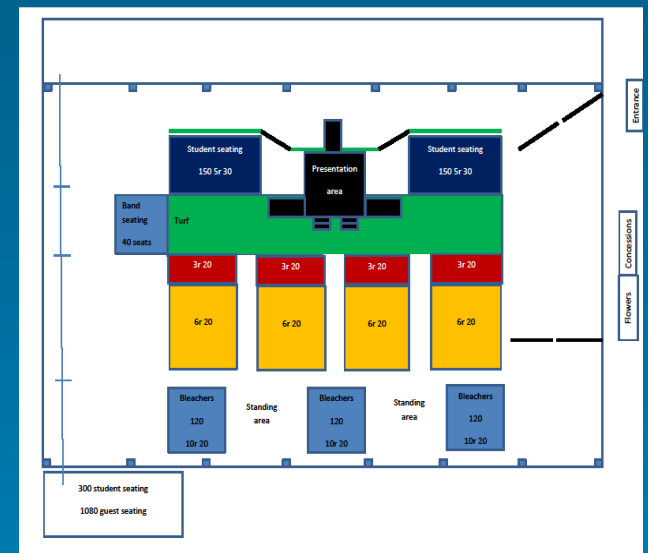 Entrance
Student seating
150 5r 30
Presentation
area
Student seating
150 5r 30
Band
seating
40 seats
Turf
Concessions
Flowers
3r 20
3r 20
3r 20
3r 20
6r 20
6r 20
6r 20
6r 20
Bleachers
120
10r 20
Standing
area
Bleachers
120
10r 20
Standing
area
Bleachers
120
10r 20
300 student seating
1080 guest seating